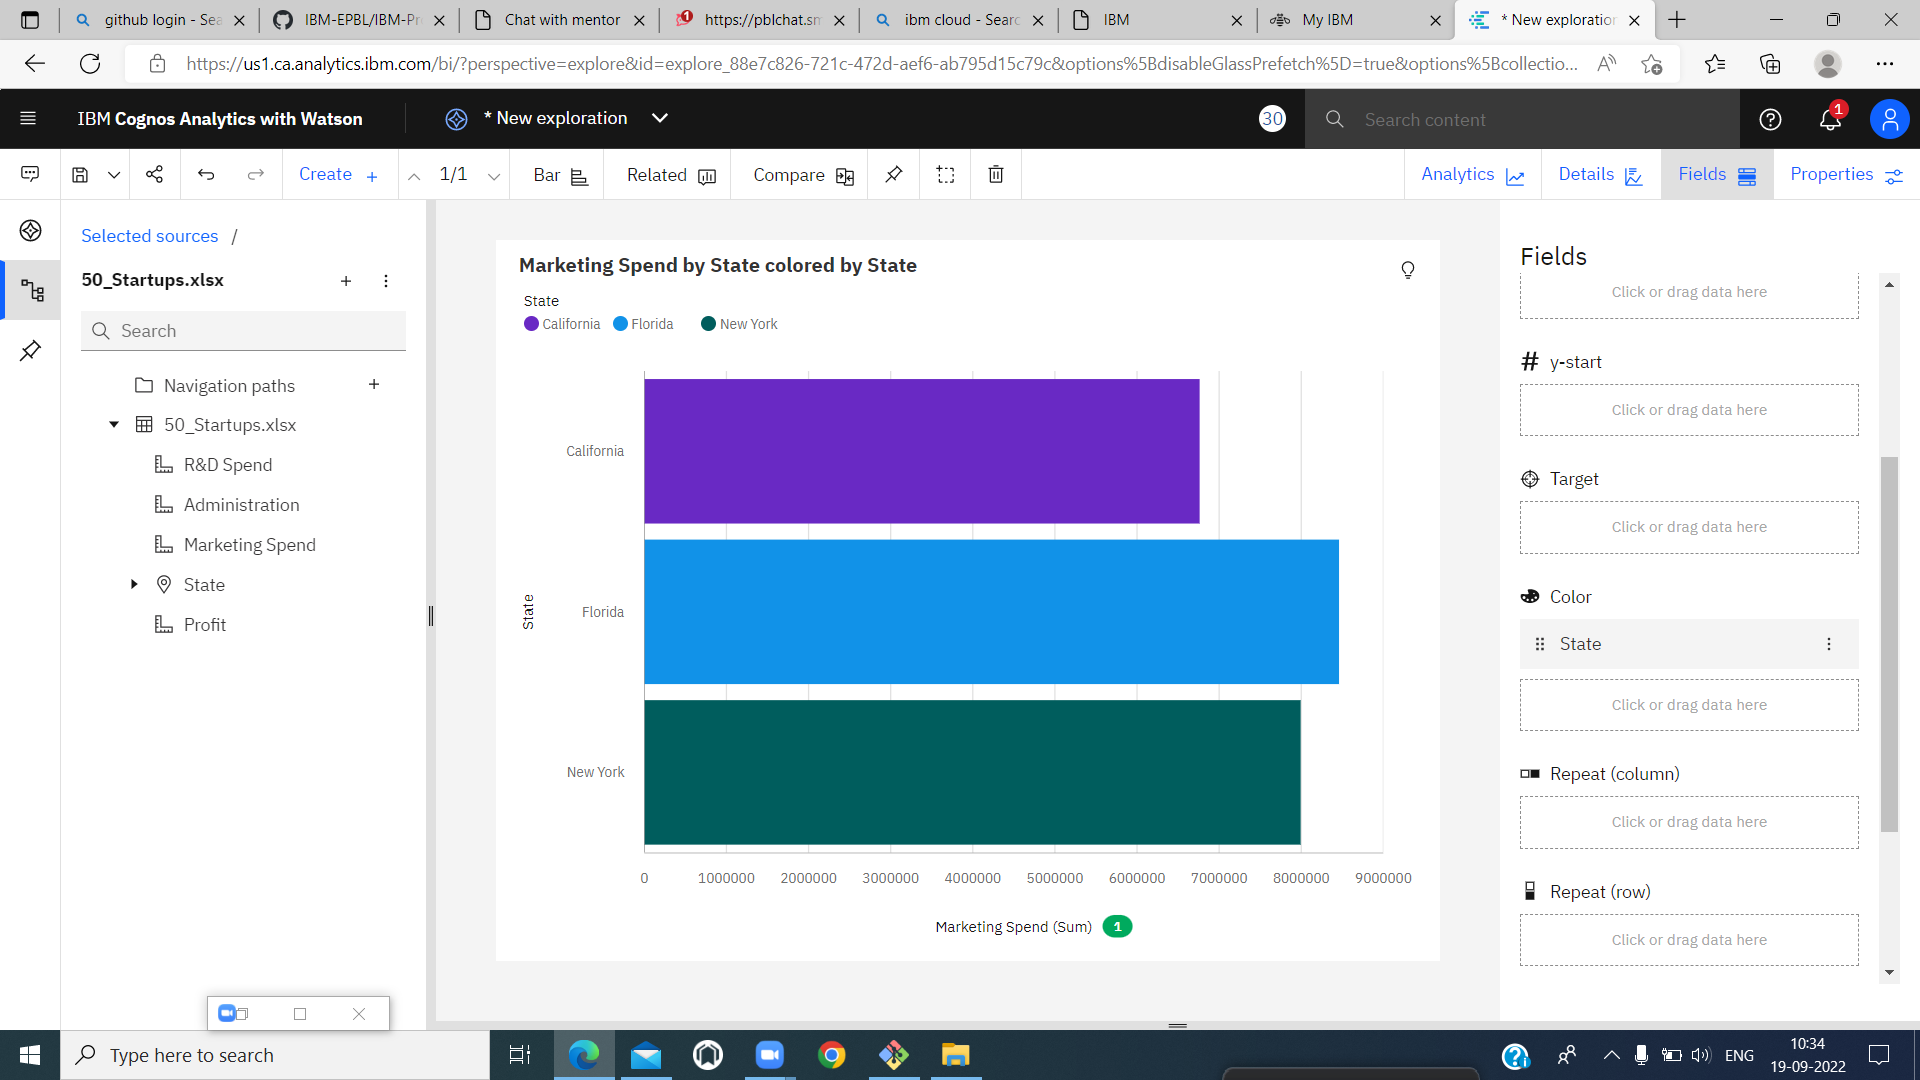 github login - Sea
IBM-EPBL/IBM-Pr
Chat with mentor
https://pblchat.sm
ibm cloud - Searc
IBM
My IBM
* New exploration
https://us1.ca.analytics.ibm.com/bi/?perspective=explore&id=explore_88e7c826-721c-472d-aef6-ab795d15c79c&options%5BdisableGlassPrefetch%5D=true&options%5Bcollectio...
IBM Cognos Analytics with Watson
* New exploration
30
Search content
1
Create +
1/1
Bar
Related
Compare
Analytics
Details
Fields
Properties
Selected sources /
50_Startups.xlsx
Search
Navigation paths
50_Startups.xlsx
R&D Spend
Administration
Marketing Spend
State
Profit
Marketing Spend by State colored by State
State
California Florida New York
California
Florida
New York
State
0 1000000 2000000 3000000 4000000 5000000 6000000 7000000 8000000 9000000
Marketing Spend (Sum) 1
Fields
Click or drag data here
# y-start
Click or drag data here
Target
Click or drag data here
Color
State
Click or drag data here
Repeat (column)
Click or drag data here
Repeat (row)
Click or drag data here
Type here to search
ENG
10:34
19-09-2022